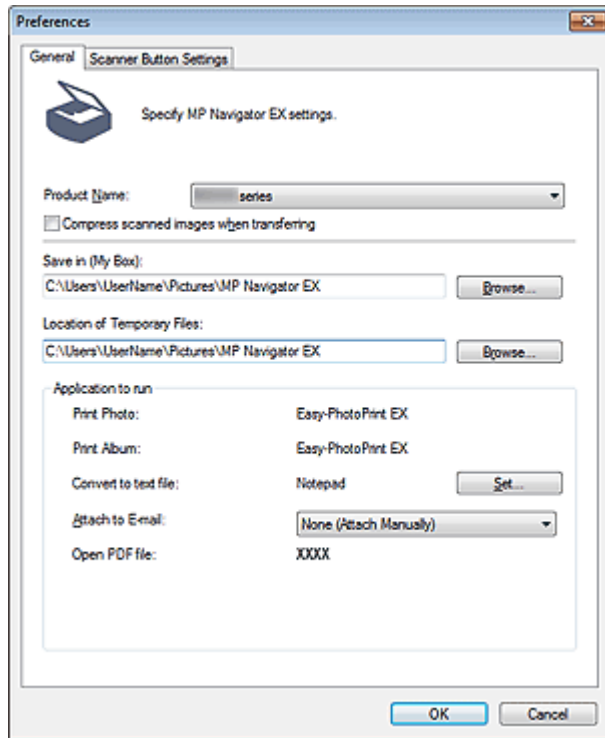 Preferences
General Scanner Button Settings
Specify MP Navigator EX settings.
Product Name: series
Compress scanned images when transferring
Save in (My Box):
C:\Users\UserName\Pictures\MP Navigator EX Browse...
Location of Temporary Files:
C:\Users\UserName\Pictures\MP Navigator EX Browse...
Application to run
Print Photo: Easy-PhotoPrint EX
Print Album: Easy-PhotoPrint EX
Convert to text file: Notepad Set...
Attach to E-mail: None (Attach Manually)
Open PDF file: XXXX
OK Cancel